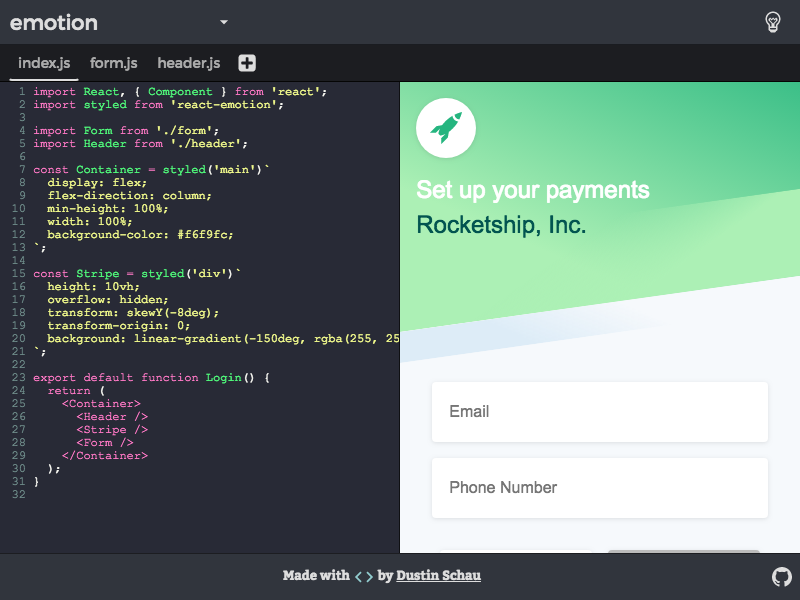 emotion
index.js form.js header.js
1 import React, { Component } from 'react';
2 import styled from 'react-emotion';
3
4 import Form from './form';
5 import Header from './header';
6
7 const Container = styled('main')`
8   display: flex;
9   flex-direction: column;
10   min-height: 100%;
11   width: 100%;
12   background-color: #f6f9fc;
13 `;
14
15 const Stripe = styled('div')`
16   height: 10vh;
17   overflow: hidden;
18   transform: skewY(-8deg);
19   transform-origin: 0;
20   background: linear-gradient(-150deg, rgba(255, 25
21 `;
22
23 export default function Login() {
24   return (
25     <Container>
26       <Header />
27       <Stripe />
28       <Form />
29     </Container>
30   );
31 }
32
Set up your payments
Rocketship, Inc.
Email
Phone Number
Made with <> by Dustin Schau